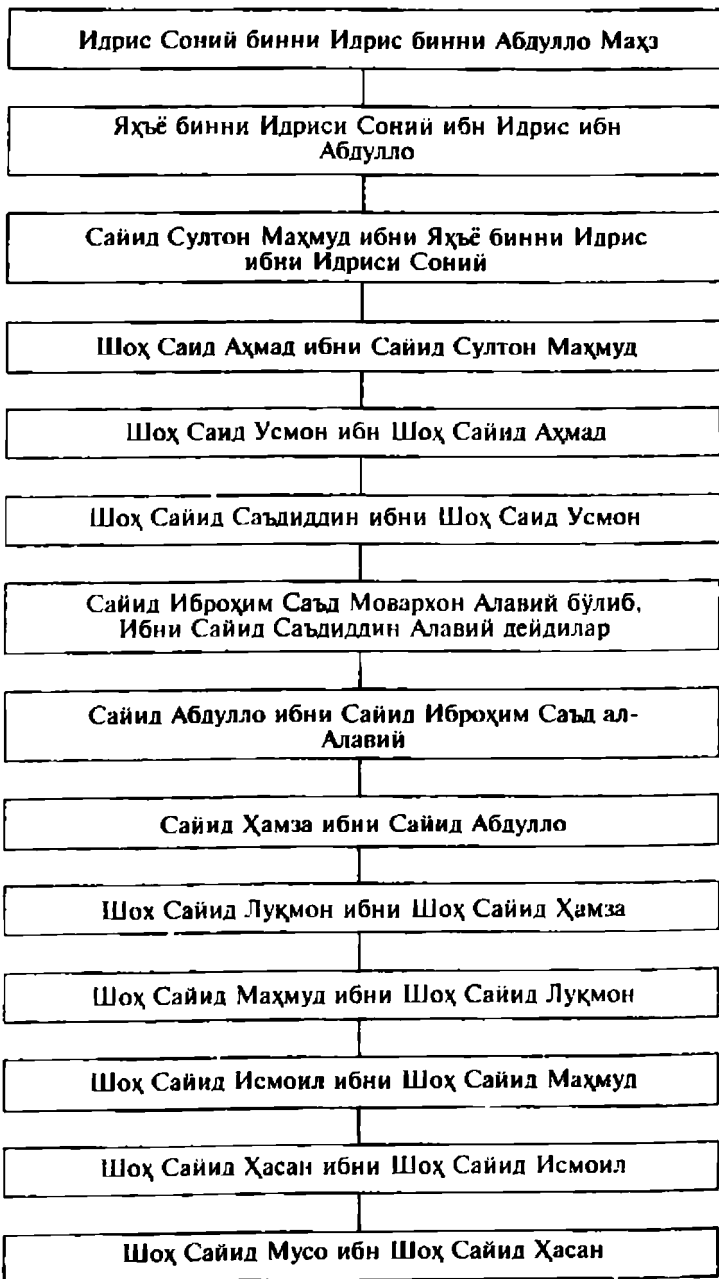 Идрис Соний бинни Идрис бинни Абдулло Маҳз
Яҳъё бинни Идриси Соний ибн Идрис ибн
Абдулло
Сайид Султон Маҳмуд ибни Яҳъё бинни Идрис
ибни Идриси Соний
Шоҳ Саид Аҳмад ибни Сайид Султон Маҳмуд
Шоҳ Саид Усмон ибн Шоҳ Сайид Аҳмад
Шоҳ Сайид Саъдиддин ибни Шоҳ Саид Усмон
Сайид Иброҳим Саъд Мовархон Алавий бўлиб,
Ибни Сайид Саъдиддин Алавий дейдилар
Сайид Абдулло ибни Сайид Иброҳим Саъд ал-
Алавий
Сайид Ҳамза ибни Сайид Абдулло
Шох Сайид Луқмон ибни Шоҳ Сайид Ҳамза
Шоҳ Сайид Маҳмуд ибни Шоҳ Сайид Луқмон
Шоҳ Сайид Исмоил ибни Шоҳ Сайид Маҳмуд
Шоҳ Сайид Ҳасан ибни Шоҳ Сайид Исмоил
Шоҳ Сайид Мусо ибн Шоҳ Сайид Ҳасан